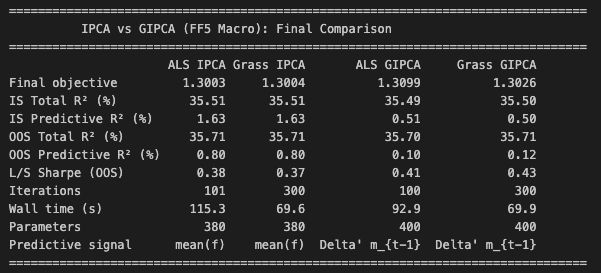 ================================================================================
IPCA vs GIPCA (FF5 Macro): Final Comparison
================================================================================
ALS IPCA Grass IPCA ALS GIPCA Grass GIPCA
Final objective 1.3003 1.3004 1.3099 1.3026
IS Total R² (%) 35.51 35.51 35.49 35.50
IS Predictive R² (%) 1.63 1.63 0.51 0.50
OOS Total R² (%) 35.71 35.71 35.70 35.71
OOS Predictive R² (%) 0.80 0.80 0.10 0.12
L/S Sharpe (OOS) 0.38 0.37 0.41 0.43
Iterations 101 300 100 300
Wall time (s) 115.3 69.6 92.9 69.9
Parameters 380 380 400 400
Predictive signal mean(f) mean(f) Delta' m_{t-1} Delta' m_{t-1}
================================================================================